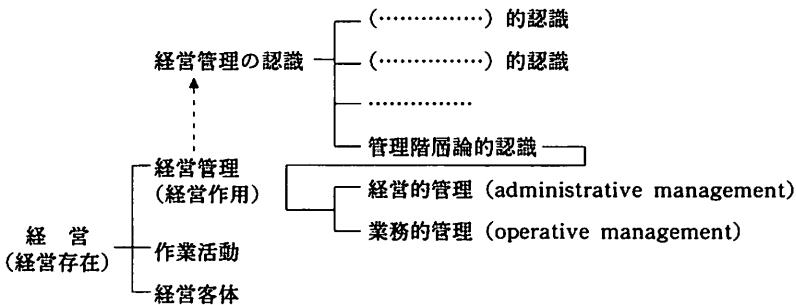 (……………) 的認識
経営管理の認識
(……………) 的認識
……………
管理階層論的認識
経営管理
(経営作用)
経営的管理 (administrative management)
業務的管理 (operative management)
経 営
(経営存在)
作業活動
経営客体